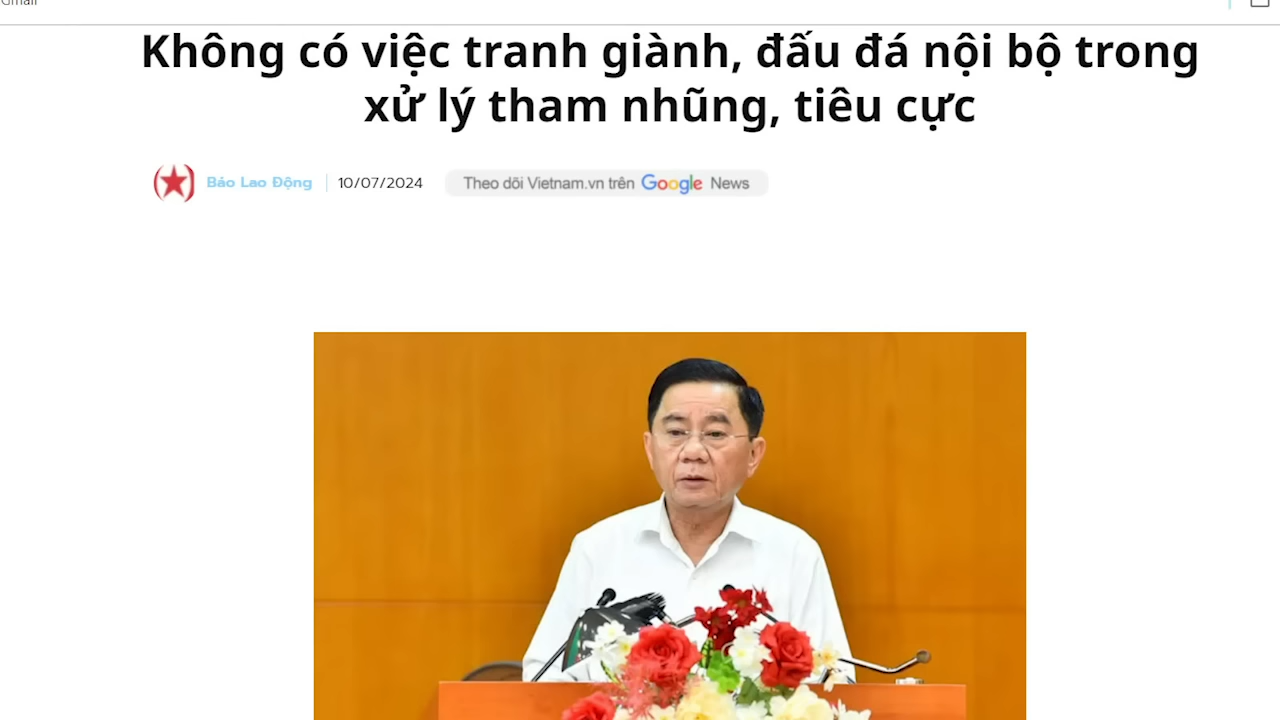 Gmail
Không có việc tranh giành, đấu đá nội bộ trong
xử lý tham nhũng, tiêu cực
Báo Lao Động 10/07/2024 Theo dõi Vietnam.vn trên Google News